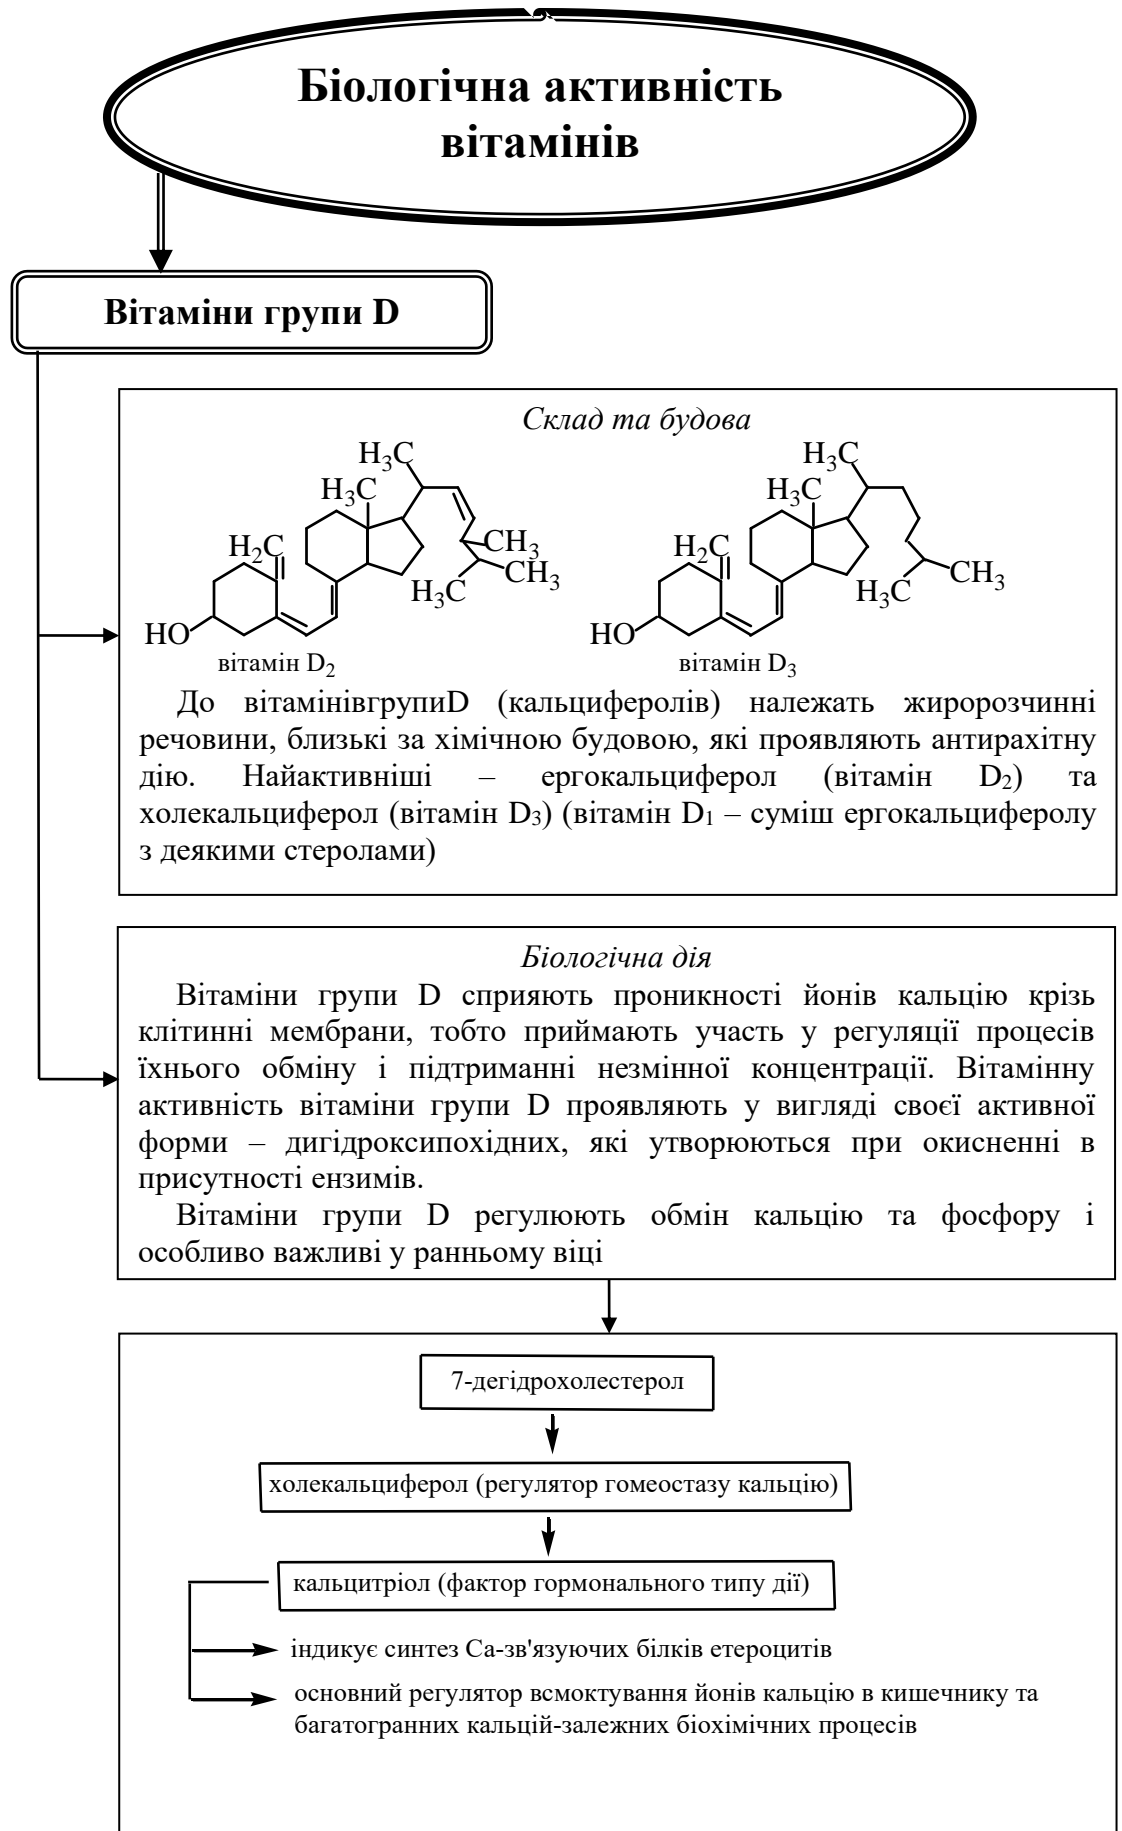 Біологічна активність
вітамінів
Вітаміни групи D
Склад та будова
H₃C
H₃C
H₂C
CH₃
CH₃
H₃C
HO
вітамін D₂
H₃C
H₃C
H₂C
CH₃
H₃C
HO
вітамін D₃
До вітамінівгрупиD (кальциферолів) належать жиророзчинні
речовини, близькі за хімічною будовою, які проявляють антирахітну
дію. Найактивніші – ергокальциферол (вітамін D₂) та
холекальциферол (вітамін D₃) (вітамін D₁ – суміш ергокальциферолу
з деякими стеролами)
Біологічна дія
Вітаміни групи D сприяють проникності йонів кальцію крізь
клітинні мембрани, тобто приймають участь у регуляції процесів
їхнього обміну і підтриманні незмінної концентрації. Вітамінну
активність вітаміни групи D проявляють у вигляді своєї активної
форми – дигідроксипохідних, які утворюються при окисненні в
присутності ензимів.
Вітаміни групи D регулюють обмін кальцію та фосфору і
особливо важливі у ранньому віці
7-дегідрохолестерол
холекальциферол (регулятор гомеостазу кальцію)
кальцитріол (фактор гормонального типу дії)
індикує синтез Ca-зв'язуючих білків етероцитів
основний регулятор всмоктування йонів кальцію в кишечнику та
багатогранних кальцій-залежних біохімічних процесів